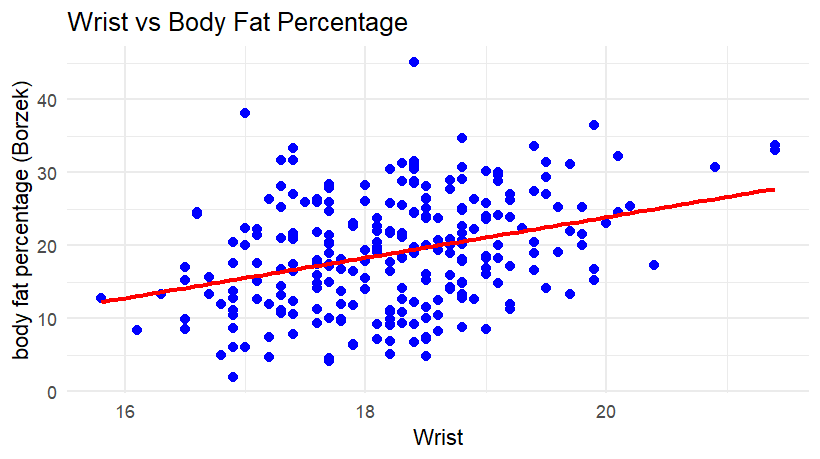 Wrist vs Body Fat Percentage
body fat percentage (Borzek)
40
30
20
10
0
16 18 20
Wrist